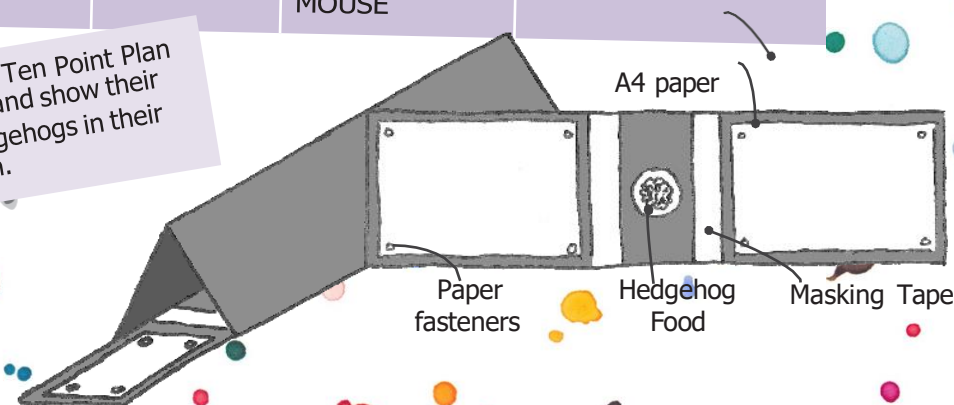 MOUSE
Ten Point Plan
and show their
gehogs in their
A4 paper
Paper
fasteners
Hedgehog
Food
Masking Tape